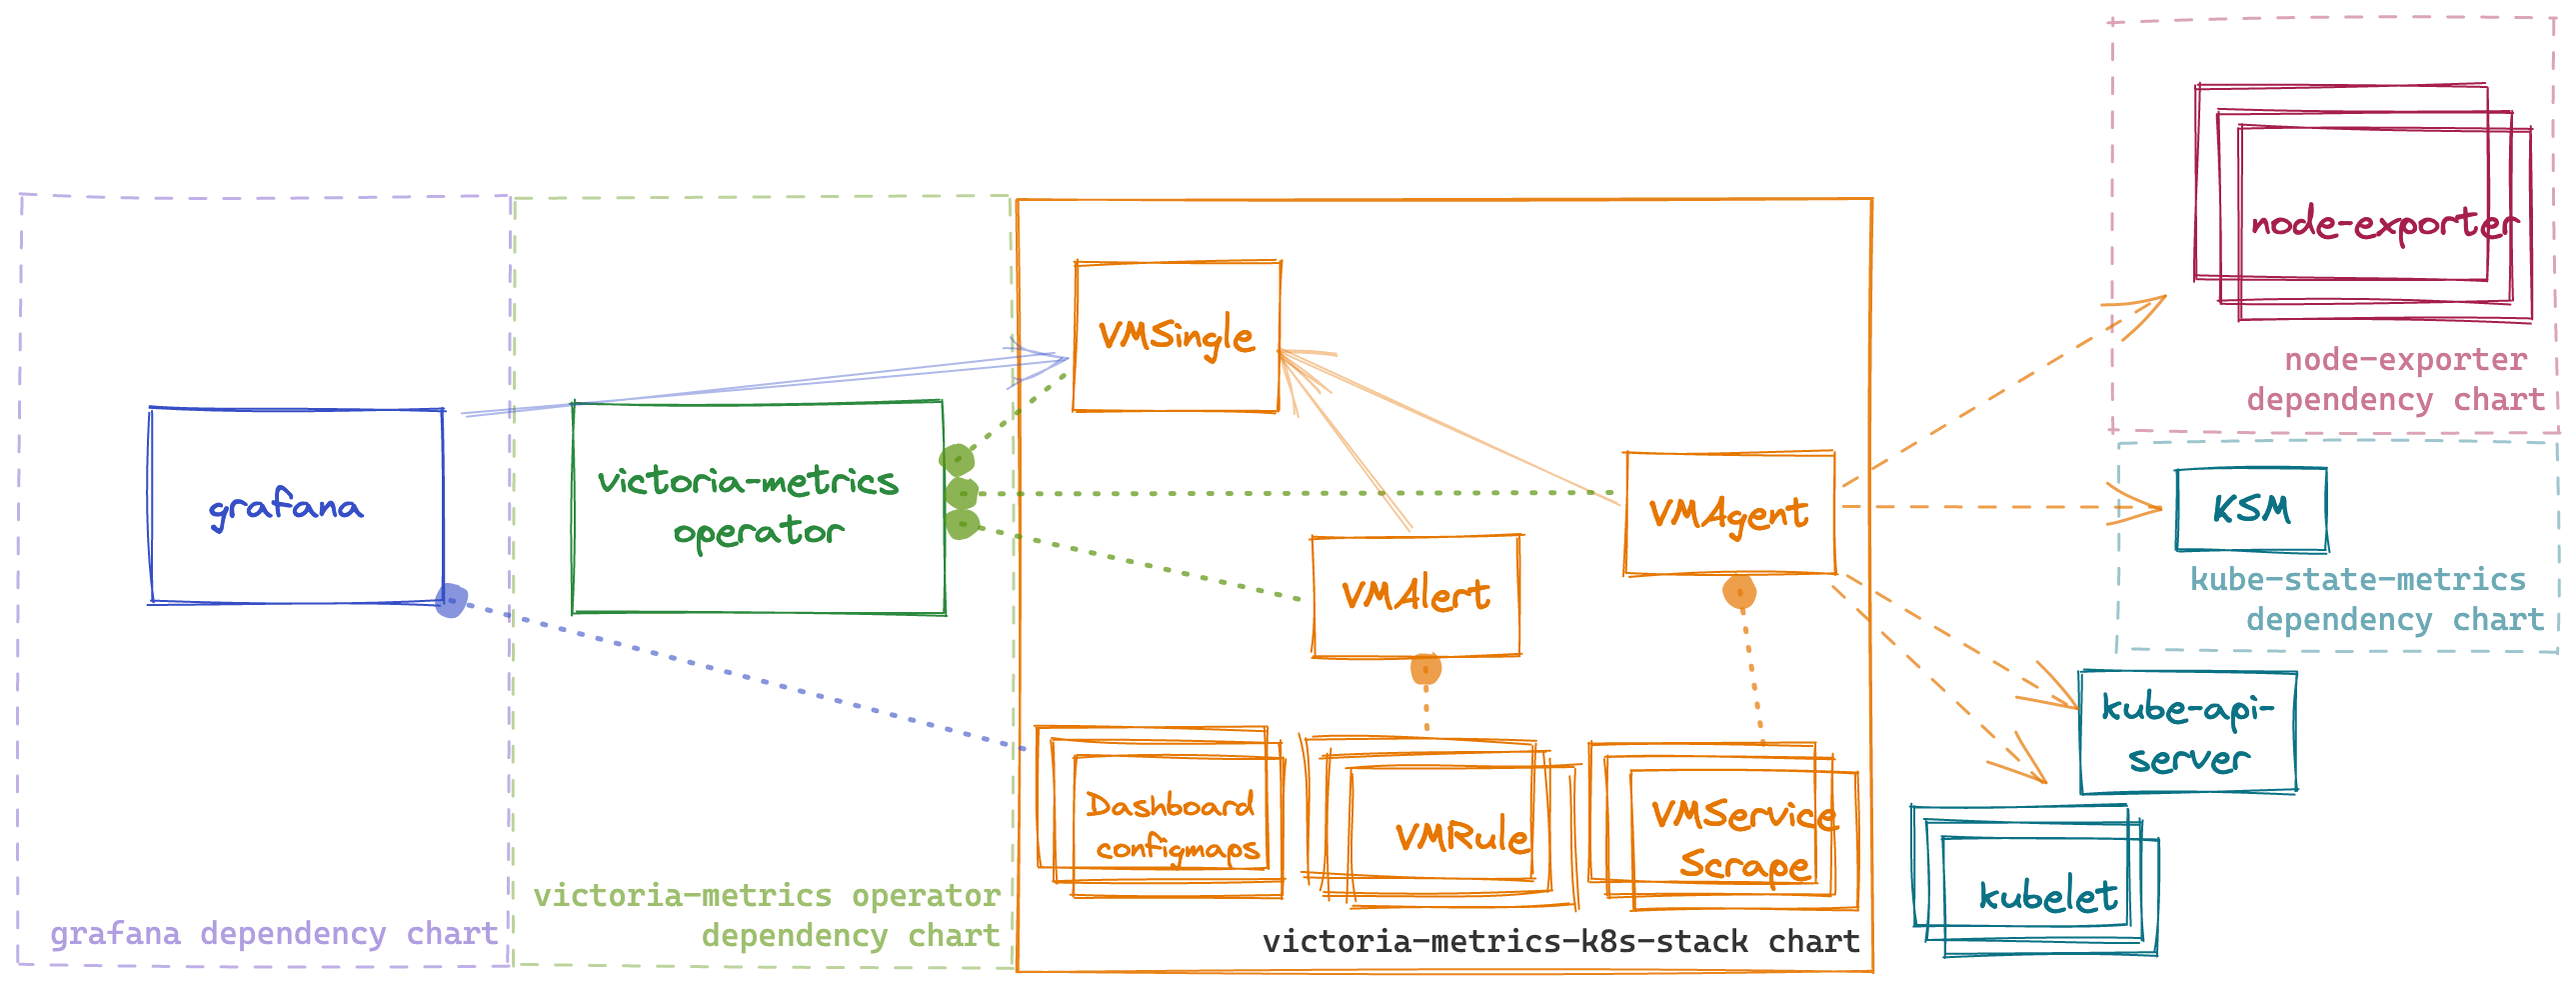 grafana
grafana dependency chart
victoria-metrics
operator
victoria-metrics operator
dependency chart
VMSingle
VMAlert
VMAgent
Dashboard
configmaps
VMRule
VMService
Scrape
victoria-metrics-k8s-stack chart
node-exporter
node-exporter
dependency chart
KSM
kube-state-metrics
dependency chart
kube-api-
server
kubelet